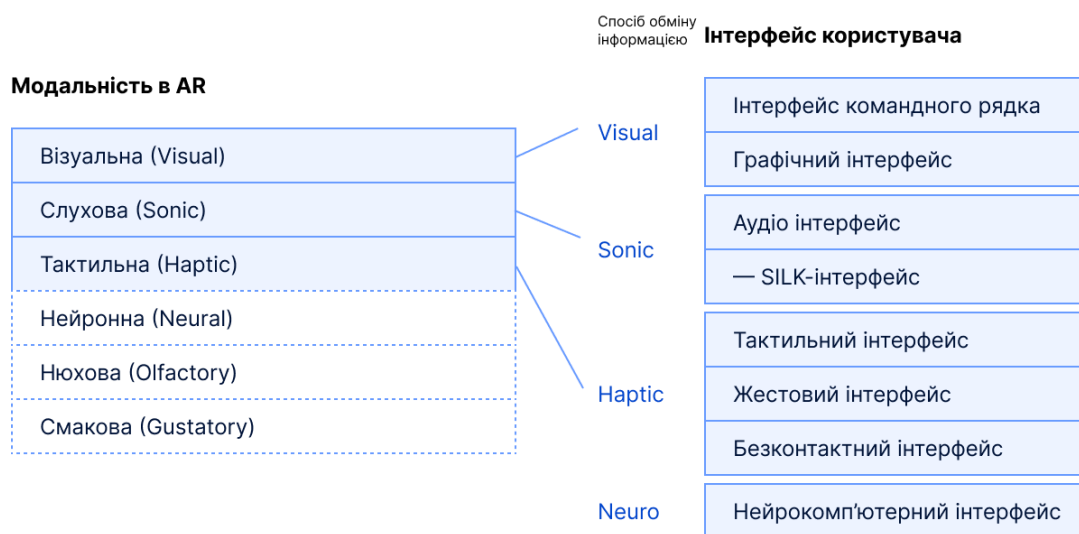 Модальність в AR
Візуальна (Visual)
Слухова (Sonic)
Тактильна (Haptic)
Нейронна (Neural)
Нюхова (Olfactory)
Смакова (Gustatory)
Спосіб обміну
інформацією
Visual
Sonic
Haptic
Neuro
Інтерфейс користувача
Інтерфейс командного рядка
Графічний інтерфейс
Аудіо інтерфейс
— SILK-інтерфейс
Тактильний інтерфейс
Жестовий інтерфейс
Безконтактний інтерфейс
Нейрокомп’ютерний інтерфейс